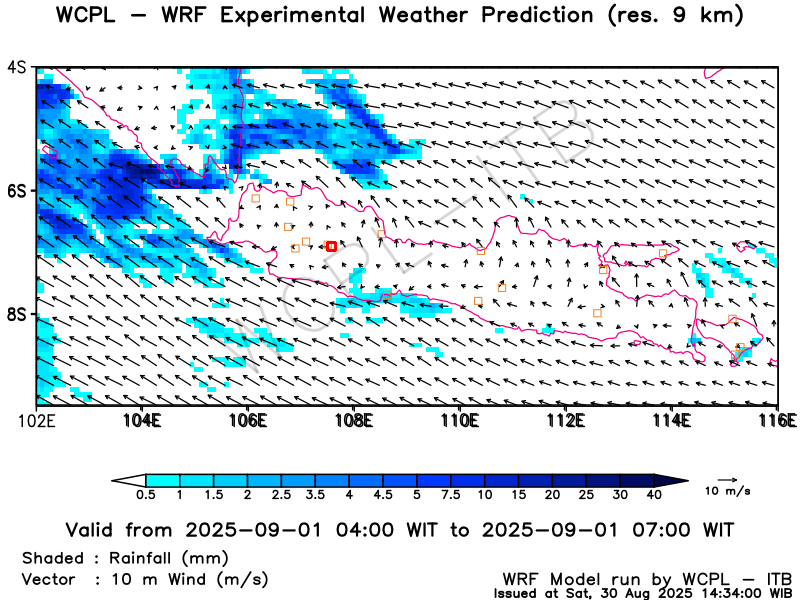 WCPL – WRF Experimental Weather Prediction (res. 9 km)
4S
6S
8S
102E 104E 106E 108E 110E 112E 114E 116E
WCPL-ITB
0.5 1 1.5 2 2.5 3.5 4 4.5 5 7.5 10 15 20 25 30 40
10 m/s
Valid from 2025-09-01 04:00 WIT to 2025-09-01 07:00 WIT
Shaded : Rainfall (mm)
Vector : 10 m Wind (m/s)
WRF Model run by WCPL – ITB
Issued at Sat, 30 Aug 2025 14:34:00 WIB